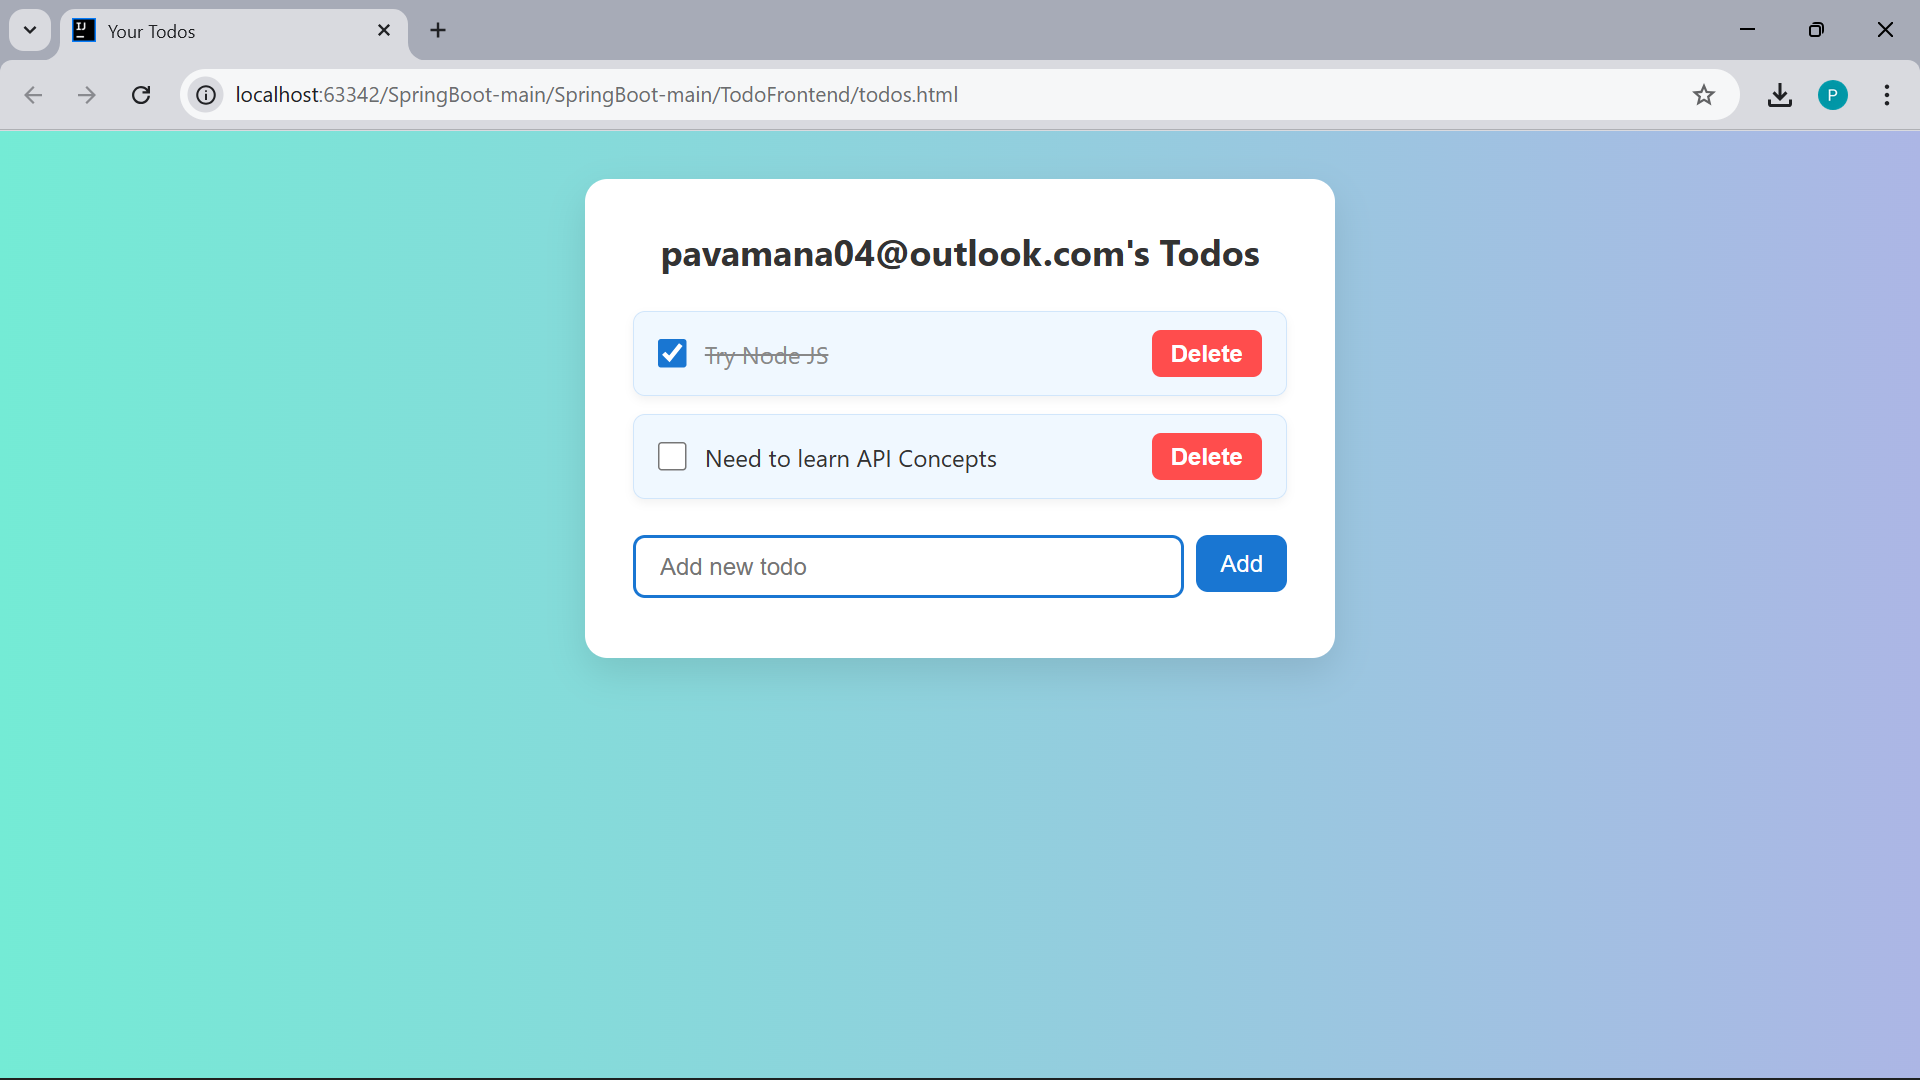 IJ
Your Todos
localhost:63342/SpringBoot-main/SpringBoot-main/TodoFrontend/todos.html
P
pavamana04@outlook.com's Todos
Try Node JS
Delete
Need to learn API Concepts
Delete
Add new todo
Add